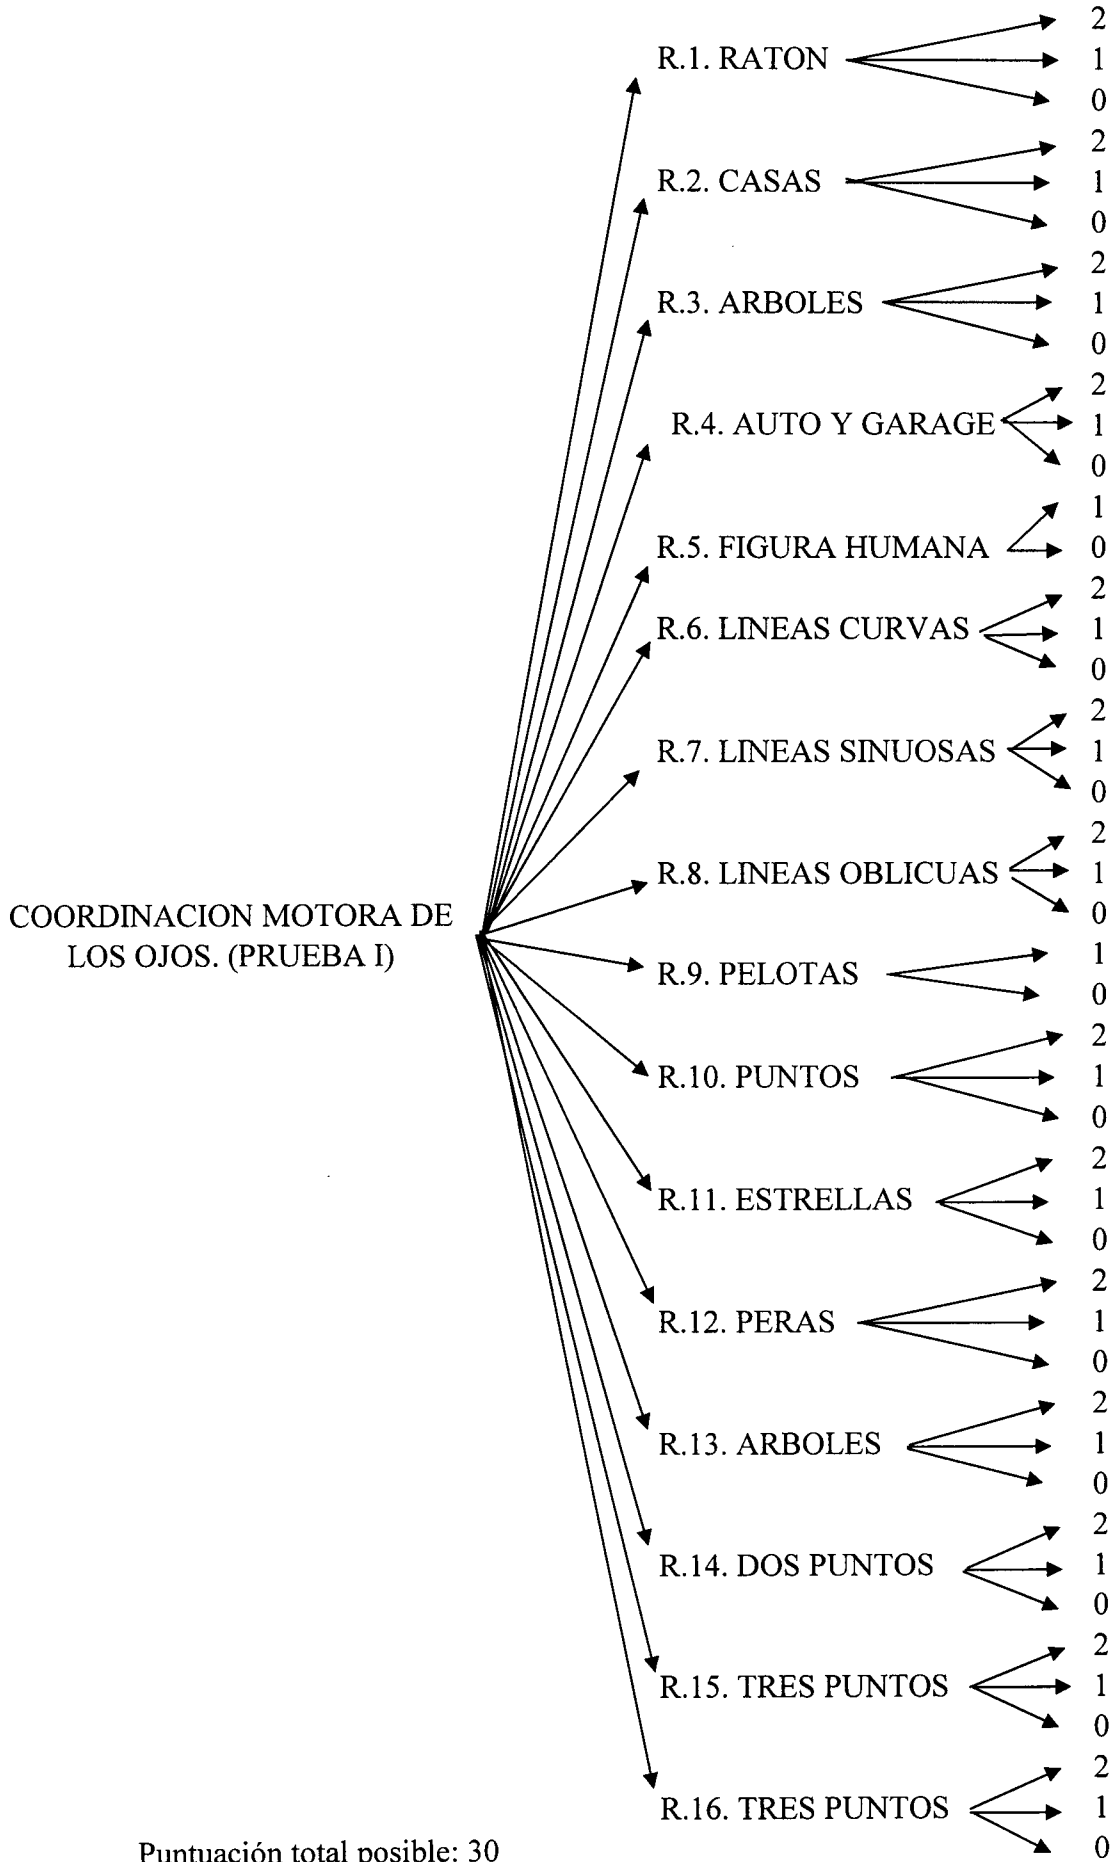 2
R.1. RATON 1
0
2
R.2. CASAS 1
0
2
R.3. ARBOLES 1
0
2
R.4. AUTO Y GARAGE 1
0
1
R.5. FIGURA HUMANA 0
2
R.6. LINEAS CURVAS 1
0
2
R.7. LINEAS SINUOSAS 1
0
2
R.8. LINEAS OBLICUAS 1
0
COORDINACION MOTORA DE
LOS OJOS. (PRUEBA I)
1
R.9. PELOTAS
0
2
R.10. PUNTOS 1
0
2
R.11. ESTRELLAS 1
0
2
R.12. PERAS 1
0
2
R.13. ARBOLES 1
0
2
R.14. DOS PUNTOS 1
0
2
R.15. TRES PUNTOS 1
0
2
R.16. TRES PUNTOS 1
0
Puntuación total posible: 30